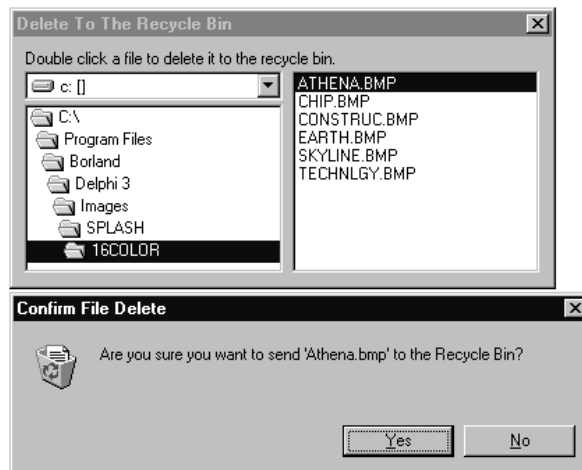 Delete To The Recycle Bin
Double click a file to delete it to the recycle bin.
c: []
C:\
Program Files
Borland
Delphi 3
Images
SPLASH
16COLOR
ATHENA.BMP
CHIP.BMP
CONSTRUC.BMP
EARTH.BMP
SKYLINE.BMP
TECHNLGY.BMP
Confirm File Delete
Are you sure you want to send 'Athena.bmp' to the Recycle Bin?
Yes
No